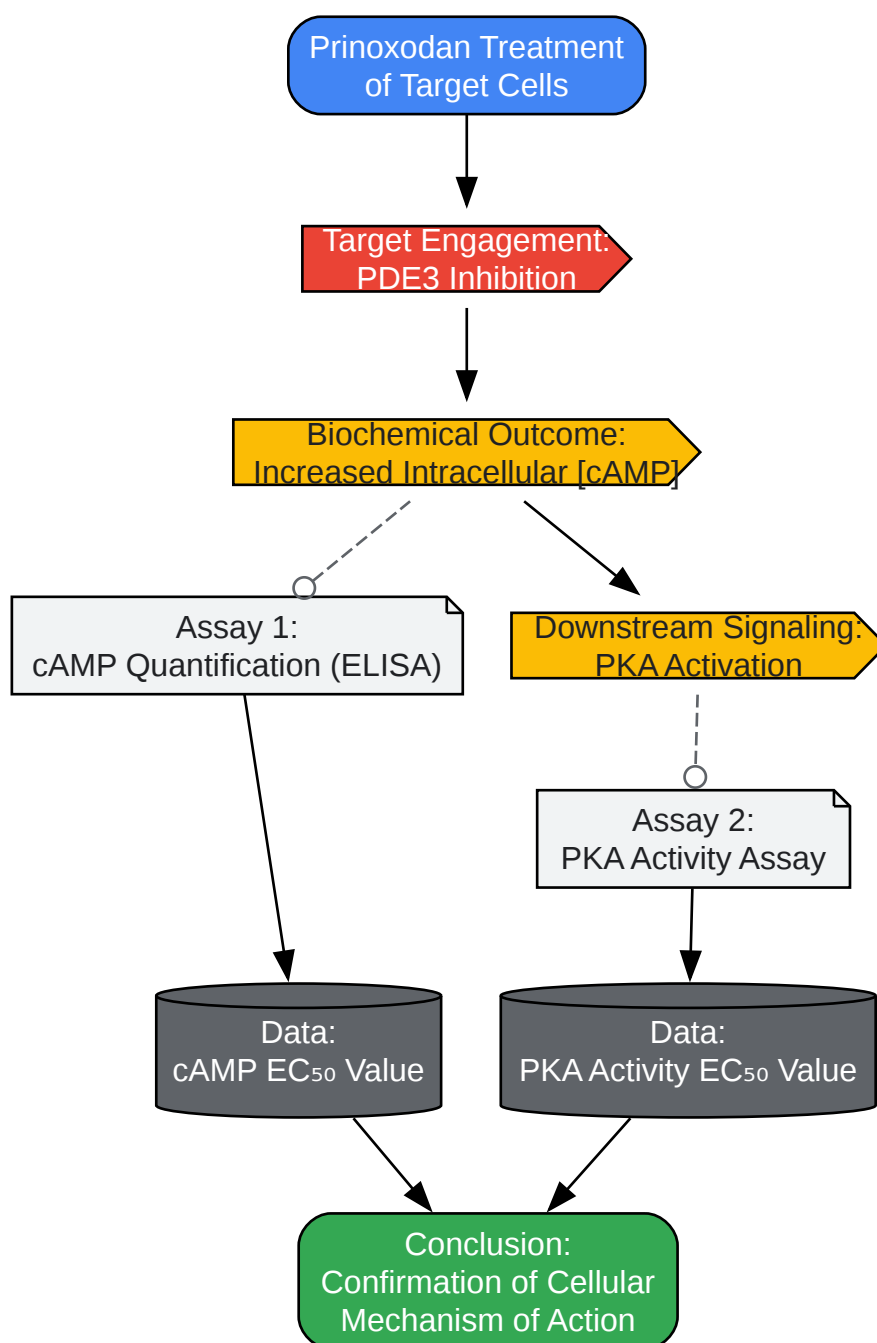 Prinoxodan Treatment
of Target Cells
Target Engagement:
PDE3 Inhibition
Biochemical Outcome:
Increased Intracellular [cAMP]
Assay 1:
cAMP Quantification (ELISA)
Downstream Signaling:
PKA Activation
Assay 2:
PKA Activity Assay
Data:
cAMP EC₅₀ Value
Data:
PKA Activity EC₅₀ Value
Conclusion:
Confirmation of Cellular
Mechanism of Action